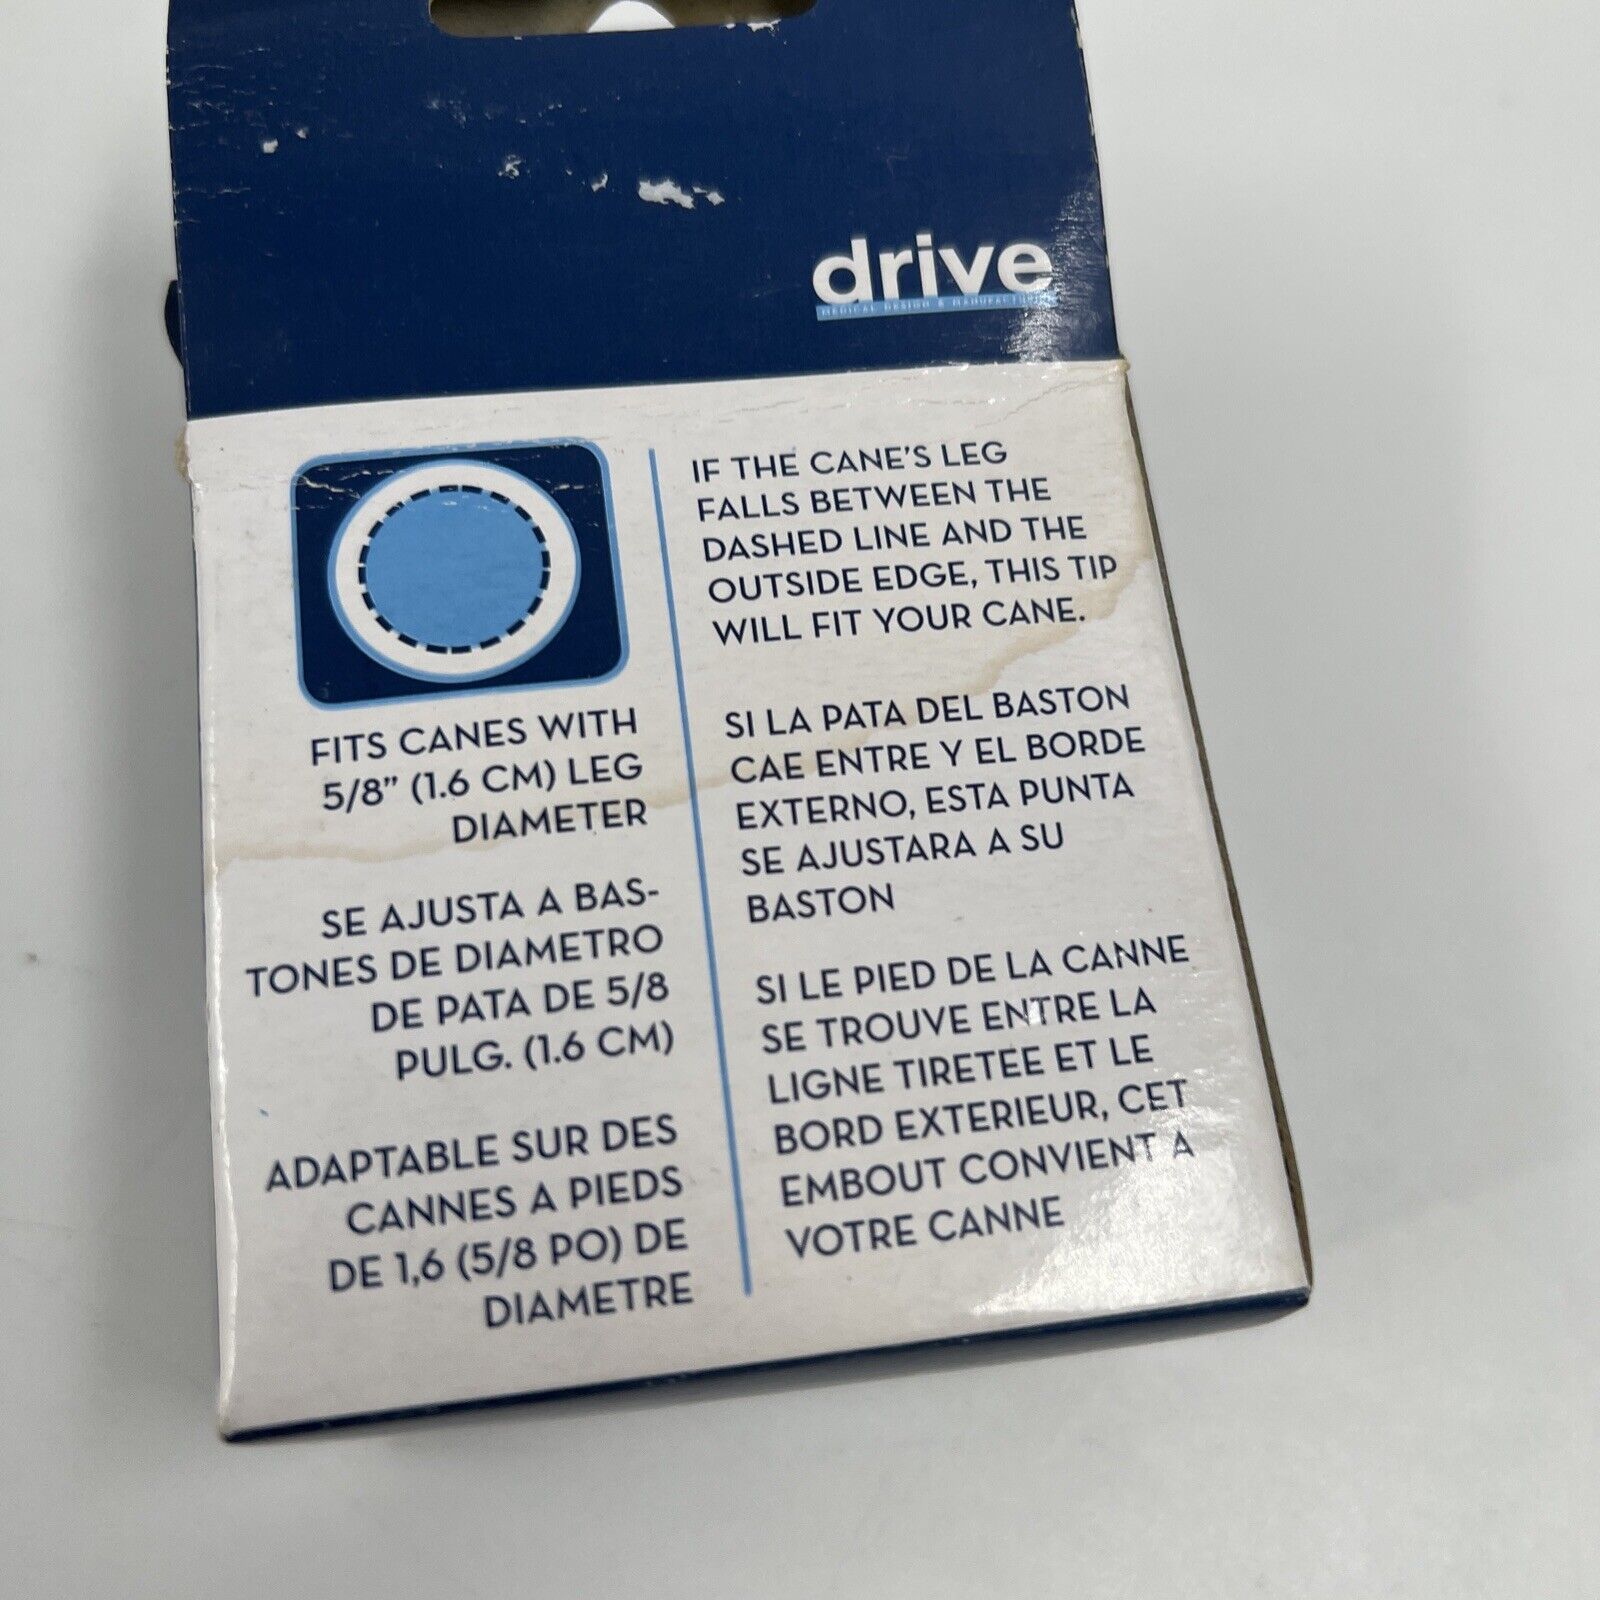 drive
MEDICAL DESIGN & MANUFACTURING
FITS CANES WITH
5/8” (1.6 CM) LEG
DIAMETER
SE AJUSTA A BAS-
TONES DE DIAMETRO
DE PATA DE 5/8
PULG. (1.6 CM)
ADAPTABLE SUR DES
CANNES A PIEDS
DE 1,6 (5/8 PO) DE
DIAMETRE
IF THE CANE’S LEG
FALLS BETWEEN THE
DASHED LINE AND THE
OUTSIDE EDGE, THIS TIP
WILL FIT YOUR CANE.
SI LA PATA DEL BASTON
CAE ENTRE Y EL BORDE
EXTERNO, ESTA PUNTA
SE AJUSTARA A SU
BASTON
SI LE PIED DE LA CANNE
SE TROUVE ENTRE LA
LIGNE TIRETEE ET LE
BORD EXTERIEUR, CET
EMBOUT CONVIENT A
VOTRE CANNE